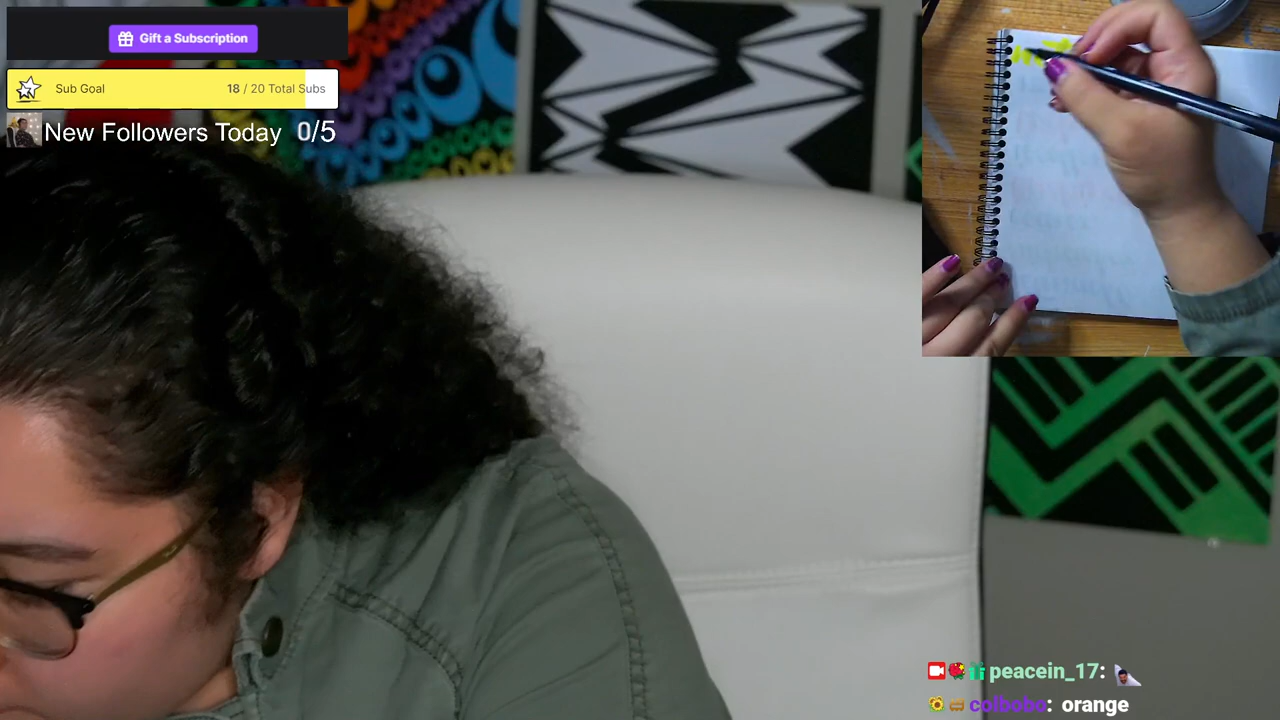 Gift a Subscription
Sub Goal 18 / 20 Total Subs
New Followers Today 0/5
peacein_17:
colbobo: orange